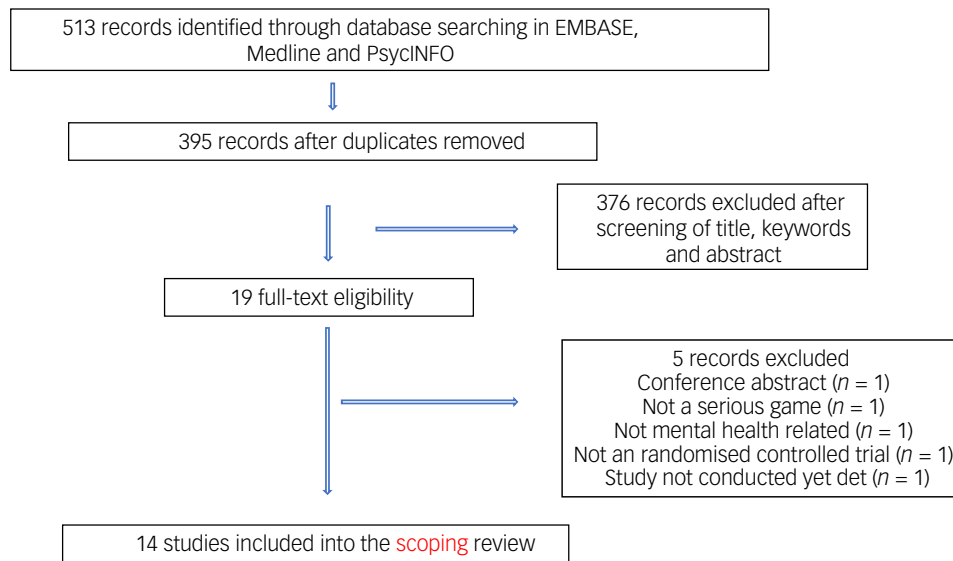 513 records identified through database searching in EMBASE,
Medline and PsycINFO
395 records after duplicates removed
376 records excluded after
screening of title, keywords
and abstract
19 full-text eligibility
5 records excluded
Conference abstract (n = 1)
Not a serious game (n = 1)
Not mental health related (n = 1)
Not an randomised controlled trial (n = 1)
Study not conducted yet det (n = 1)
14 studies included into the scoping review